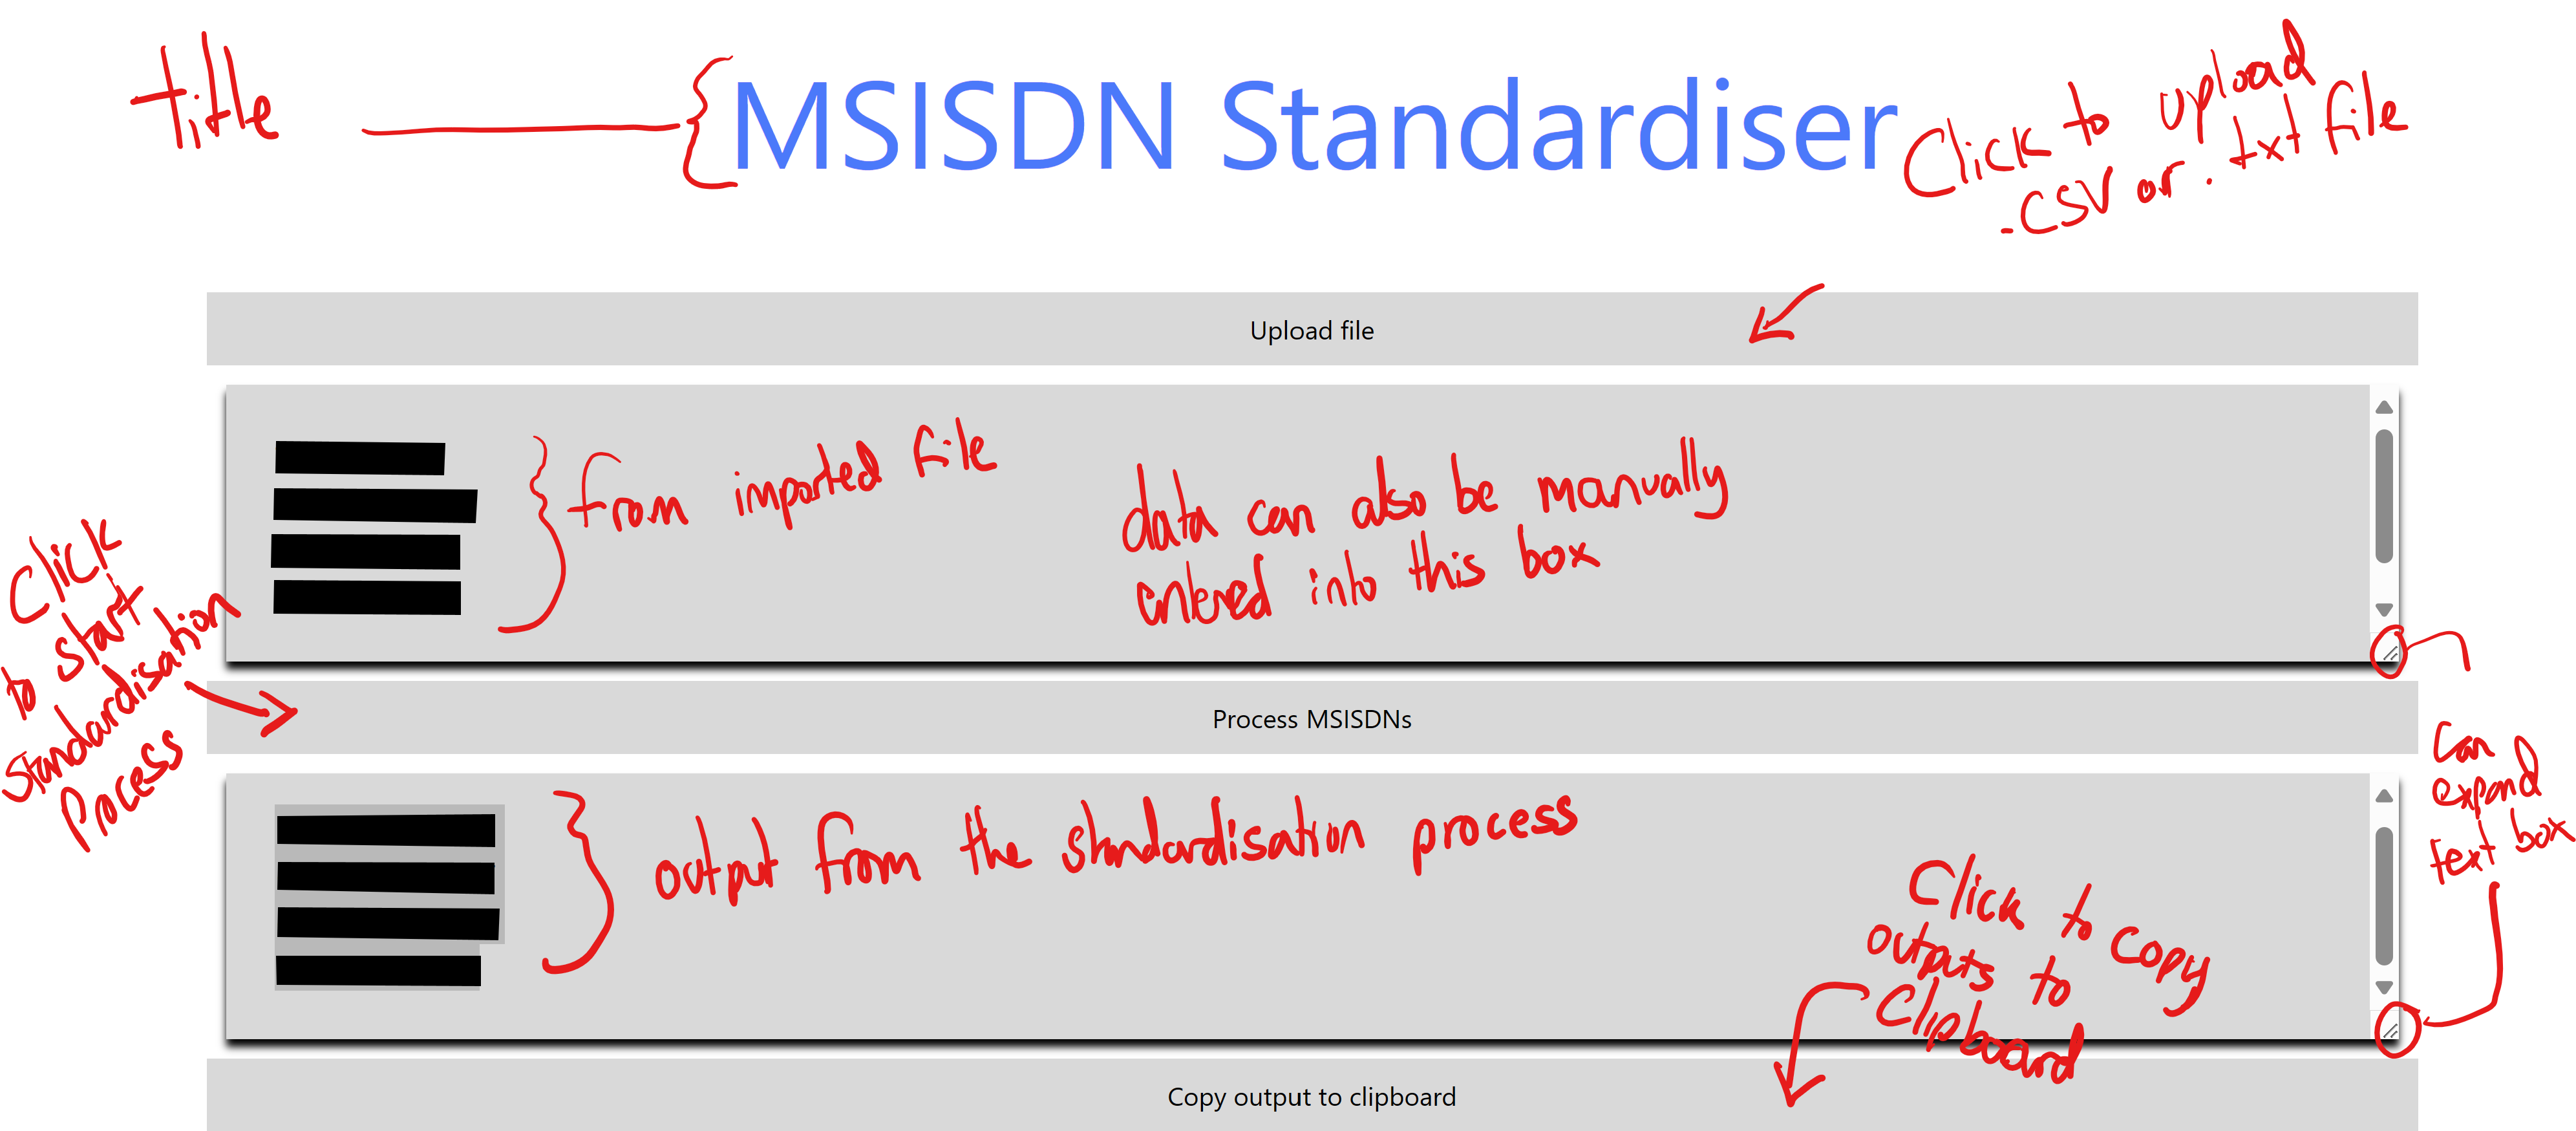 Title
MSISDN Standardiser
Click to upload
.CSV or .txt file
Upload file
from imported file
data can also be manually
entered into this box
Click
to start
standardisation
process
Process MSISDNs
can
expand
text box
output from the standardisation process
Click to copy
outputs to
Clipboard
Copy output to clipboard